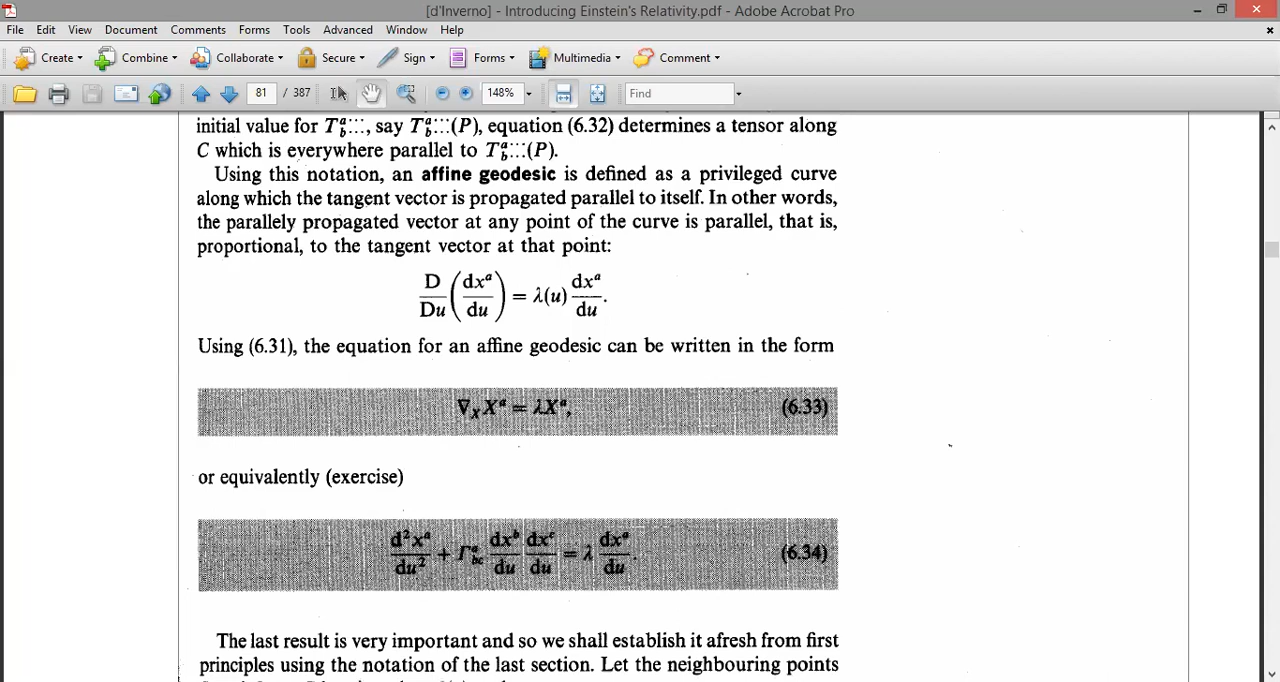 [d'Inverno] - Introducing Einstein's Relativity.pdf - Adobe Acrobat Pro
File Edit View Document Comments Forms Tools Advanced Window Help
Create Combine Collaborate Secure Sign Forms Multimedia Comment
81 / 387 148% Find
initial value for T^a_b⋯, say T^a_b⋯(P), equation (6.32) determines a tensor along
C which is everywhere parallel to T^a_b⋯(P).
Using this notation, an affine geodesic is defined as a privileged curve
along which the tangent vector is propagated parallel to itself. In other words,
the parallely propagated vector at any point of the curve is parallel, that is,
proportional, to the tangent vector at that point:
D/Du (dx^a/du) = λ(u) dx^a/du.
Using (6.31), the equation for an affine geodesic can be written in the form
∇_X X^a = λX^a, (6.33)
or equivalently (exercise)
d²x^a/du² + Γ^a_bc dx^b/du dx^c/du = λ dx^a/du. (6.34)
The last result is very important and so we shall establish it afresh from first
principles using the notation of the last section. Let the neighbouring points